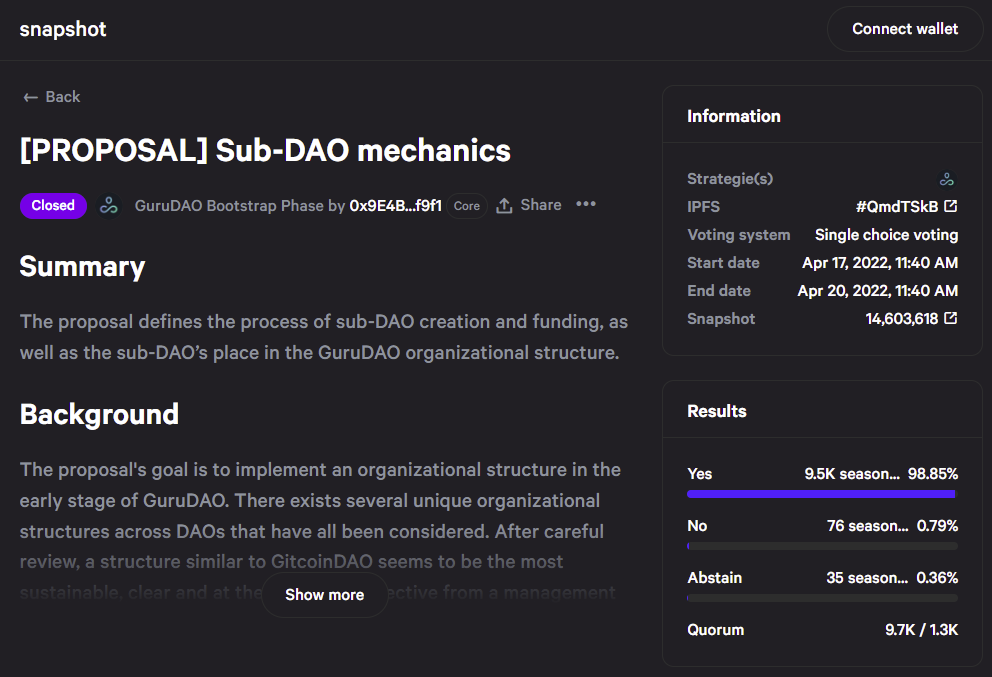 snapshot
Connect wallet
← Back
[PROPOSAL] Sub-DAO mechanics
Closed GuruDAO Bootstrap Phase by 0x9E4B...f9f1 Core Share •••
Summary
The proposal defines the process of sub-DAO creation and funding, as
well as the sub-DAO’s place in the GuruDAO organizational structure.
Background
The proposal's goal is to implement an organizational structure in the
early stage of GuruDAO. There exists several unique organizational
structures across DAOs that have all been considered. After careful
review, a structure similar to GitcoinDAO seems to be the most
sustainable, clear and at the ective from a management
Show more
Information
Strategie(s)
IPFS #QmdTSkB
Voting system Single choice voting
Start date Apr 17, 2022, 11:40 AM
End date Apr 20, 2022, 11:40 AM
Snapshot 14,603,618
Results
Yes 9.5K season... 98.85%
No 76 season... 0.79%
Abstain 35 season... 0.36%
Quorum 9.7K / 1.3K